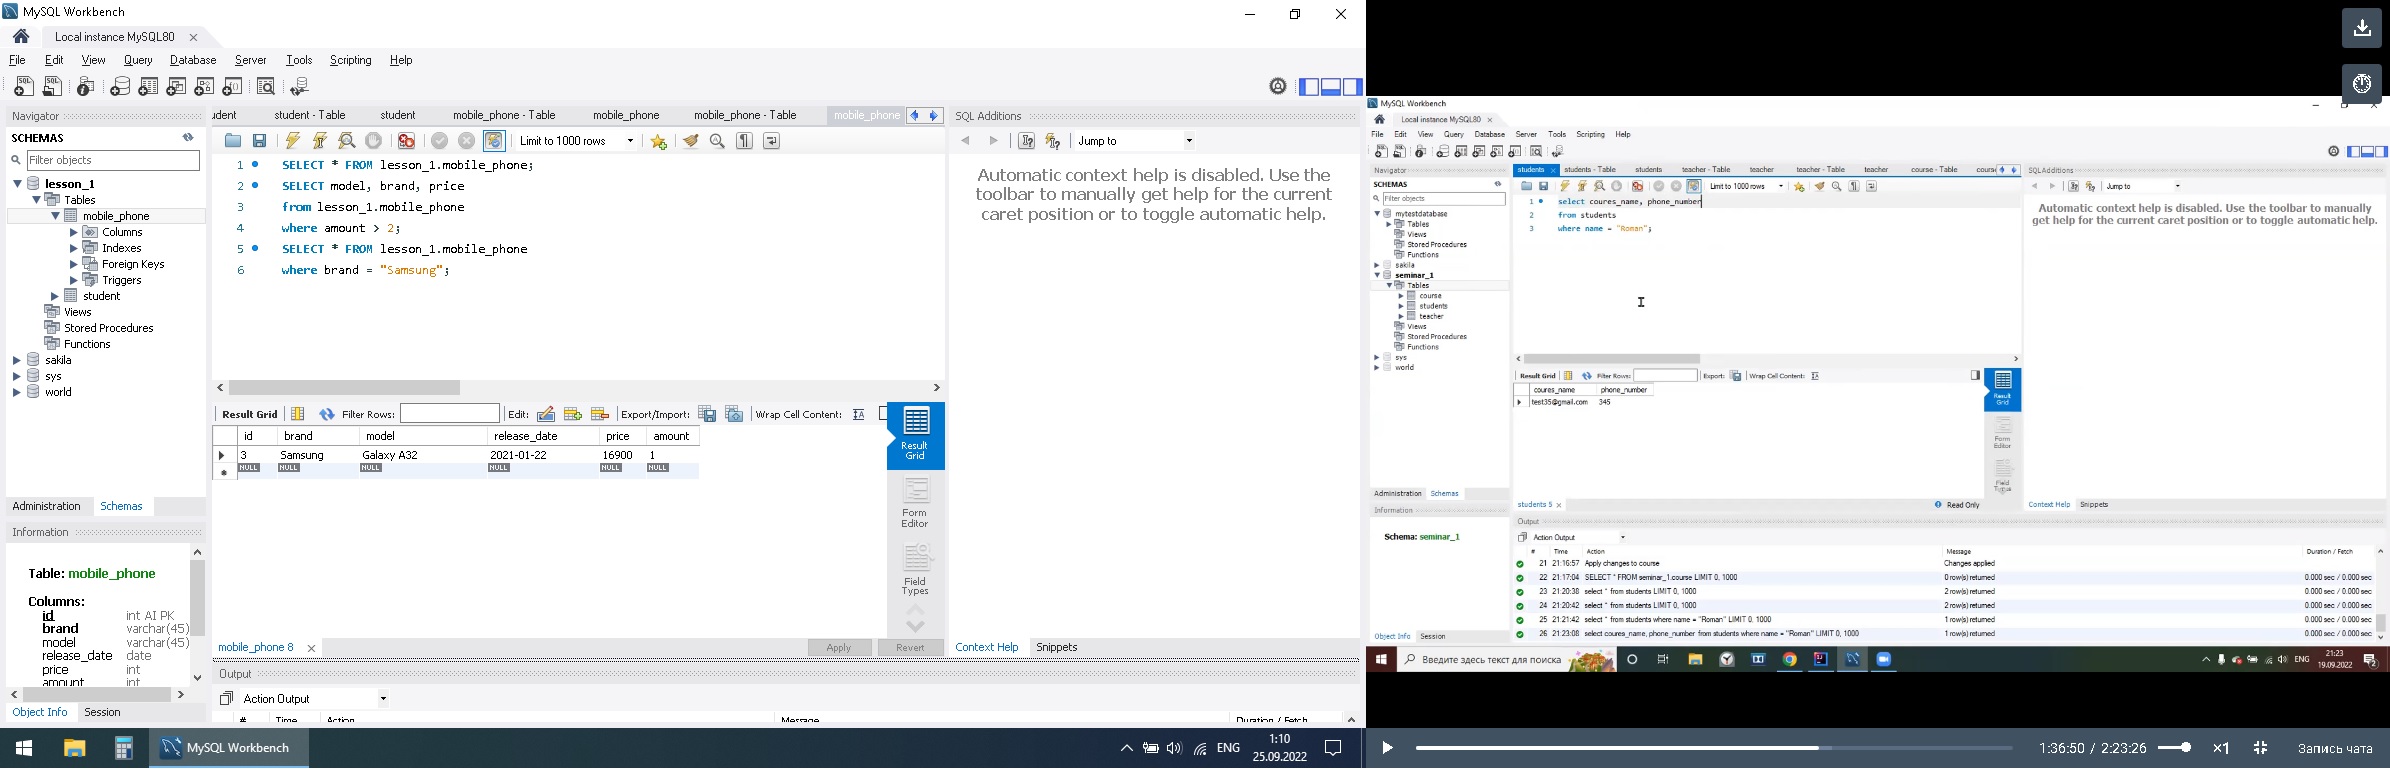 MySQL Workbench
Local instance MySQL80
File Edit View Query Database Server Tools Scripting Help
Navigator
SCHEMAS
Filter objects
lesson_1
Tables
mobile_phone
Columns
Indexes
Foreign Keys
Triggers
student
Views
Stored Procedures
Functions
sakila
sys
world
Administration Schemas
Information
Table: mobile_phone
Columns:
id int AI PK
brand varchar(45)
model varchar(45)
release_date date
price int
amount int
Object Info Session
udent student - Table student mobile_phone - Table mobile_phone mobile_phone - Table mobile_phone
Limit to 1000 rows
1 SELECT * FROM lesson_1.mobile_phone;
2 SELECT model, brand, price
3 from lesson_1.mobile_phone
4 where amount > 2;
5 SELECT * FROM lesson_1.mobile_phone
6 where brand = "Samsung";
Result Grid Filter Rows: Edit: Export/Import: Wrap Cell Content:
id brand model release_date price amount
3 Samsung Galaxy A32 2021-01-22 16900 1
NULL NULL NULL NULL NULL NULL
Result Grid
Form Editor
Field Types
mobile_phone 8 Apply Revert
Output
Action Output
# Time Action Message Duration / Fetch
SQL Additions
Jump to
Automatic context help is disabled. Use the
toolbar to manually get help for the current
caret position or to toggle automatic help.
Context Help Snippets
MySQL Workbench
ENG
1:10
25.09.2022
MySQL Workbench
Local instance MySQL80
File Edit View Query Database Server Tools Scripting Help
Navigator
SCHEMAS
Filter objects
mytestdatabase
Tables
Views
Stored Procedures
Functions
sakila
seminar_1
Tables
course
students
teacher
Views
Stored Procedures
Functions
sys
world
Administration Schemas
Information
Schema: seminar_1
Object Info Session
students students - Table students teacher - Table teacher teacher - Table teacher course - Table cours
Limit to 1000 rows
1 select coures_name, phone_number
2 from students
3 where name = "Roman";
Result Grid Filter Rows: Export: Wrap Cell Content:
coures_name phone_number
test35@gmail.com 345
Result Grid
Form Editor
Field Types
students 5 Read Only
SQLAdditions
Jump to
Automatic context help is disabled. Use the toolbar to manually
get help for the current caret position or to toggle automatic help.
Context Help Snippets
Output
Action Output
# Time Action Message Duration / Fetch
21 21:16:57 Apply changes to course Changes applied
22 21:17:04 SELECT * FROM seminar_1.course LIMIT 0, 1000 0 row(s) returned 0.000 sec / 0.000 sec
23 21:20:38 select * from students LIMIT 0, 1000 2 row(s) returned 0.000 sec / 0.000 sec
24 21:20:42 select * from students LIMIT 0, 1000 2 row(s) returned 0.000 sec / 0.000 sec
25 21:21:42 select * from students where name = "Roman" LIMIT 0, 1000 1 row(s) returned 0.000 sec / 0.000 sec
26 21:23:08 select coures_name, phone_number from students where name = "Roman" LIMIT 0, 1000 1 row(s) returned 0.000 sec / 0.000 sec
Введите здесь текст для поиска
ENG
21:23
19.09.2022
1:36:50 / 2:23:26 ×1 Запись чата